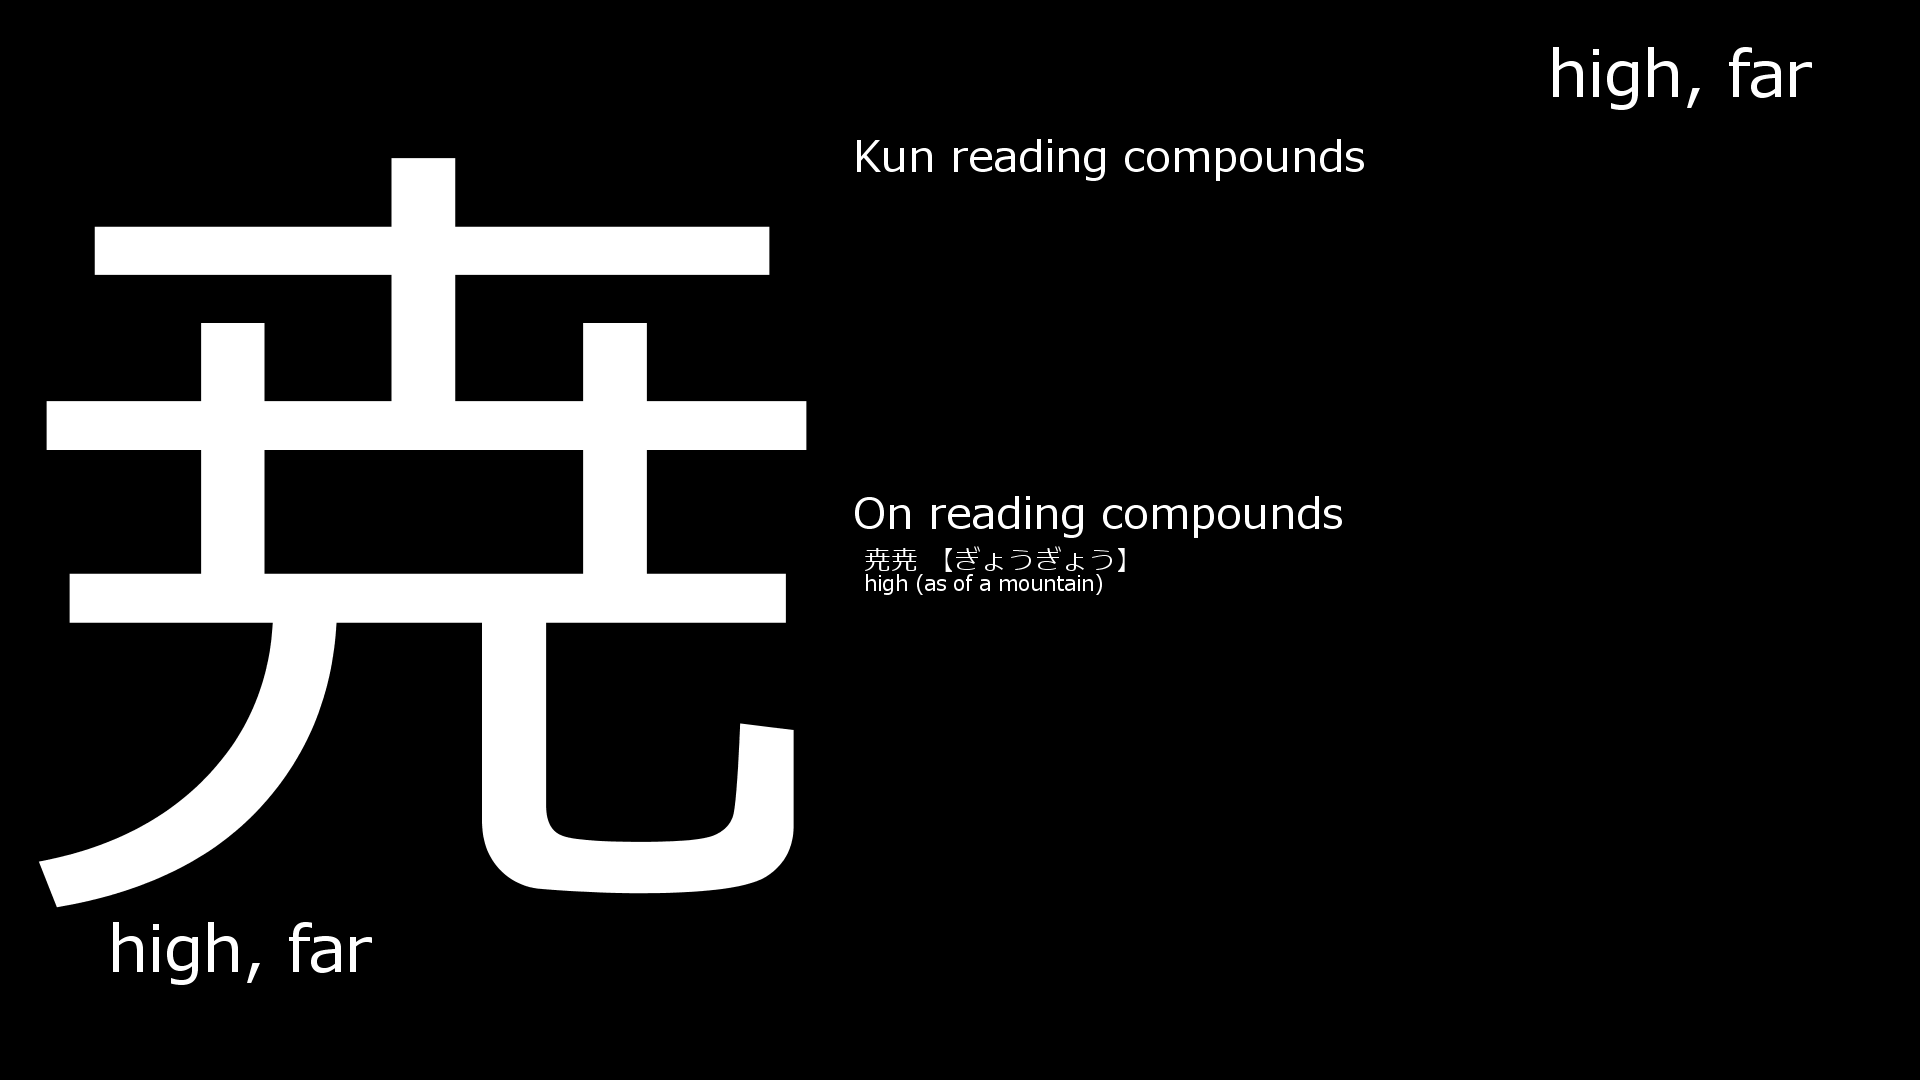 high, far
尭
Kun reading compounds
On reading compounds
尭尭 【ぎょうぎょう】
high (as of a mountain)
high, far